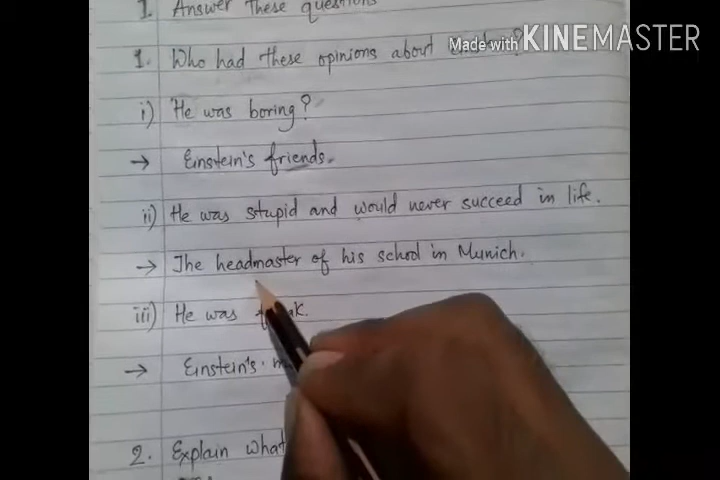 I. Answer These questions
Made with KINEMASTER
1. Who had these opinions about
i) He was boring?
→ Einstein's friends.
ii) He was stupid and would never succeed in life.
→ The headmaster of his school in Munich.
iii) He was
→ Einstein's
2. Explain what